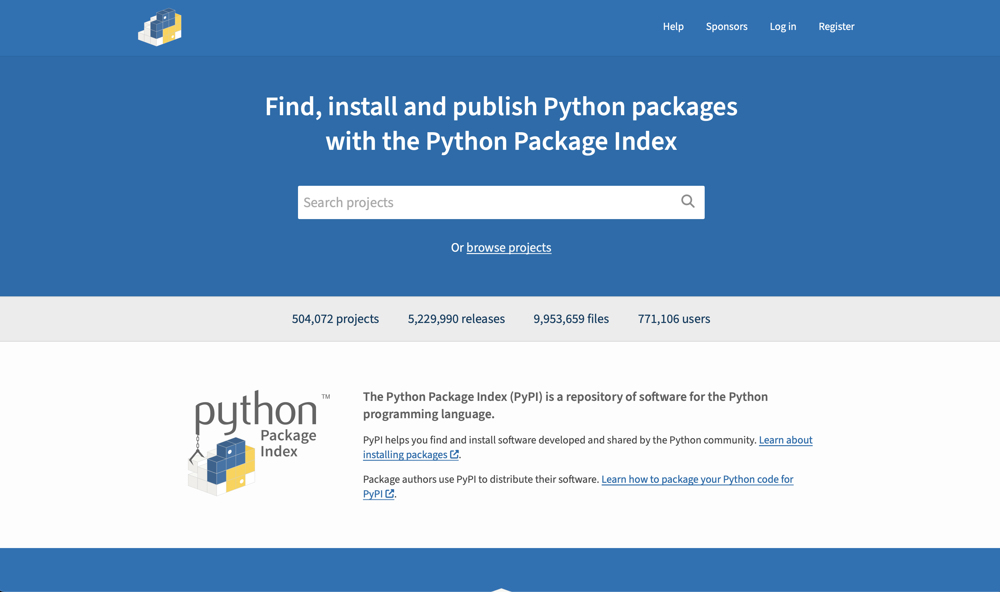 Help Sponsors Log in Register
Find, install and publish Python packages
with the Python Package Index
Search projects
Or browse projects
504,072 projects 5,229,990 releases 9,953,659 files 771,106 users
python™
Package
Index
The Python Package Index (PyPI) is a repository of software for the Python
programming language.
PyPI helps you find and install software developed and shared by the Python community. Learn about
installing packages.
Package authors use PyPI to distribute their software. Learn how to package your Python code for
PyPI.